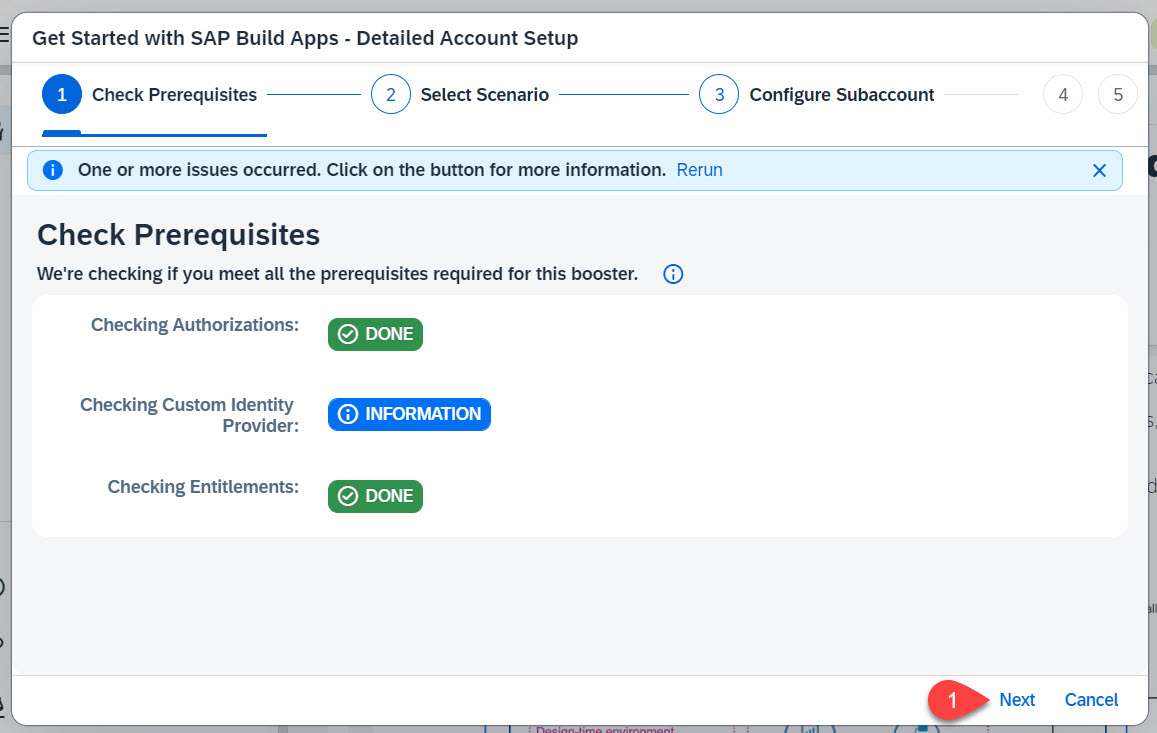 Get Started with SAP Build Apps - Detailed Account Setup
1 Check Prerequisites 2 Select Scenario 3 Configure Subaccount 4 5
One or more issues occurred. Click on the button for more information. Rerun
Check Prerequisites
We're checking if you meet all the prerequisites required for this booster.
Checking Authorizations: DONE
Checking Custom Identity
Provider: INFORMATION
Checking Entitlements: DONE
1 Next Cancel
Design-time environment